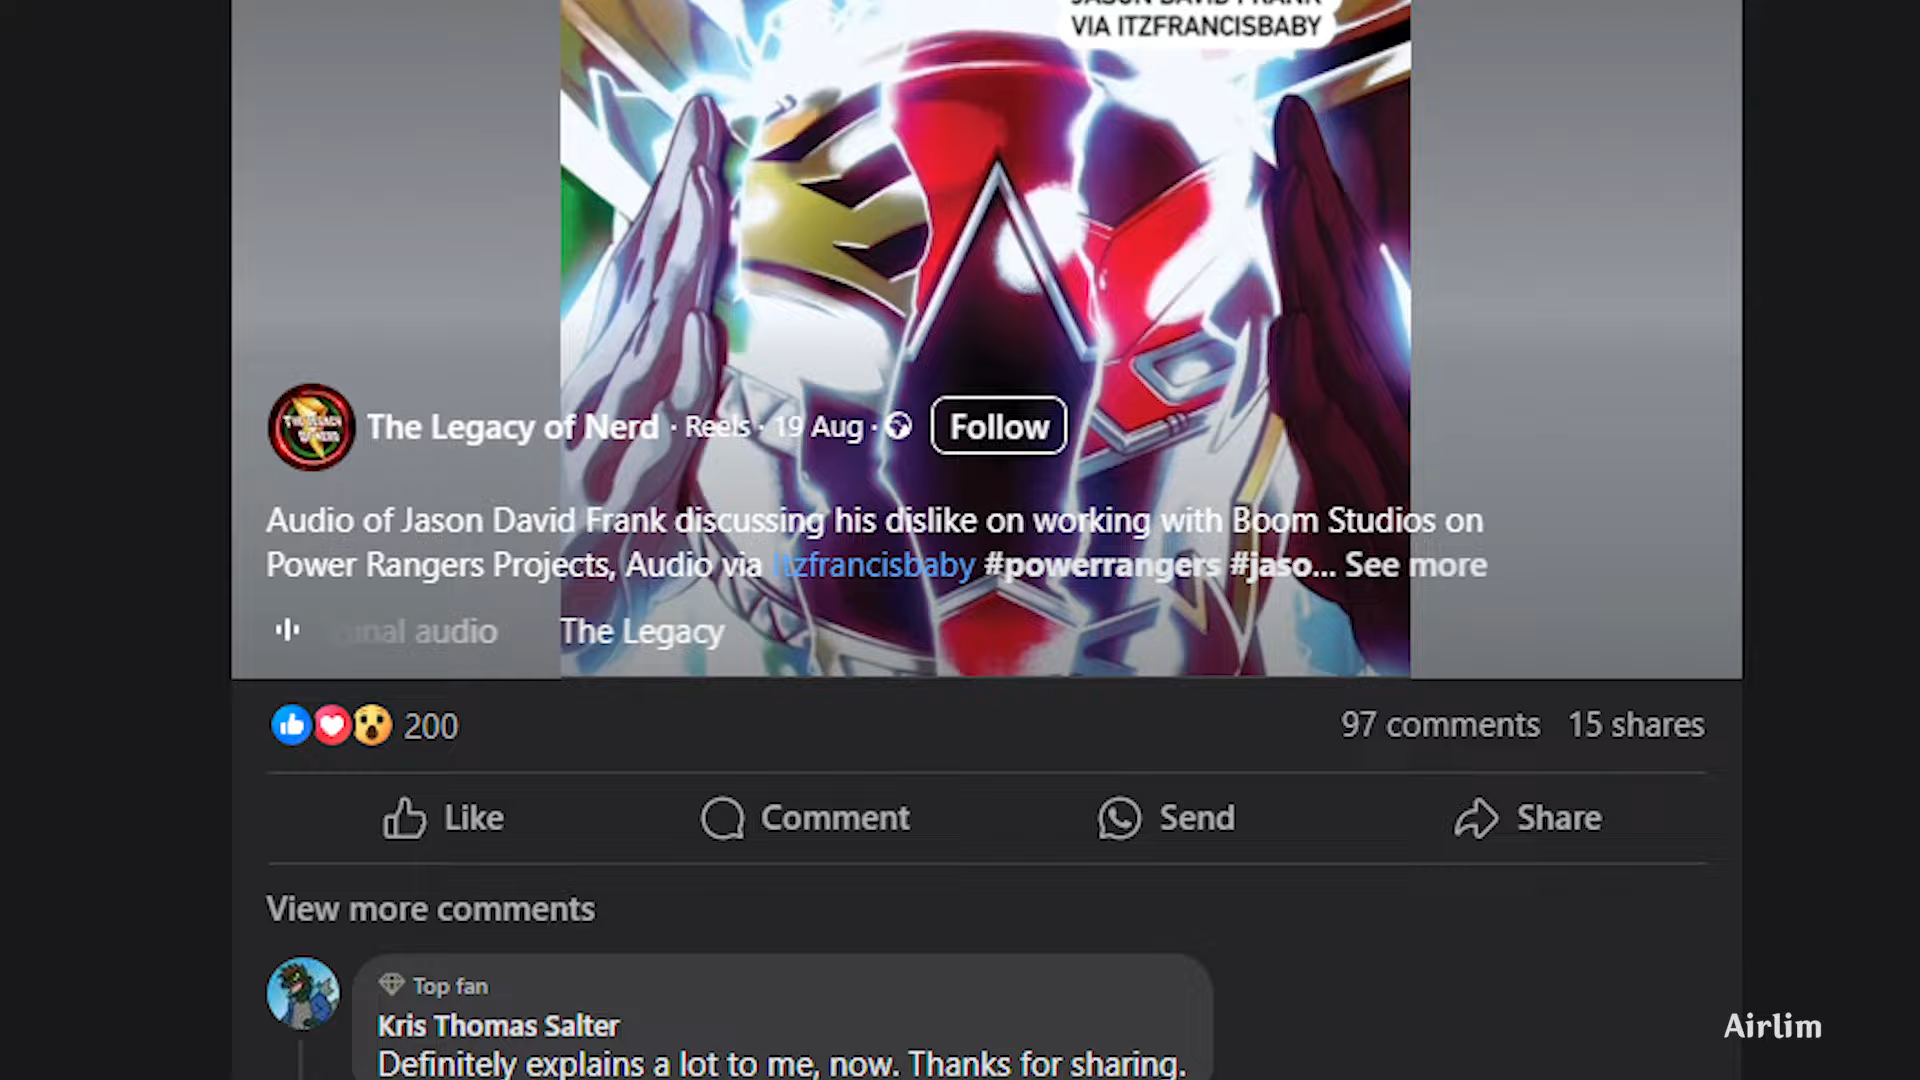 JASON DAVID FRANK
VIA ITZFRANCISBABY
The Legacy of Nerd · Reels · 19 Aug ·
Follow
Audio of Jason David Frank discussing his dislike on working with Boom Studios on
Power Rangers Projects, Audio via Itzfrancisbaby #powerrangers #jaso... See more
audio The Legacy
200
97 comments 15 shares
Like Comment Send Share
View more comments
Top fan
Kris Thomas Salter
Definitely explains a lot to me, now. Thanks for sharing.
Airlim